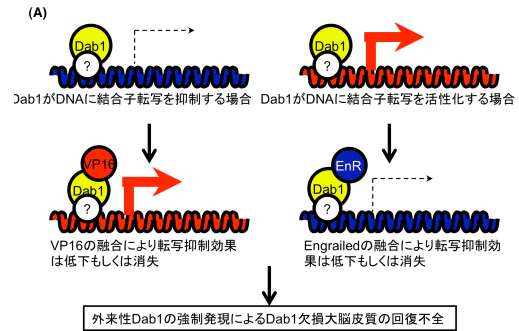 (A)
Dab1
?
Dab1
?
Dab1がDNAに結合子転写を抑制する場合
Dab1がDNAに結合子転写を活性化する場合
VP16
Dab1
?
EnR
Dab1
?
VP16の融合により転写抑制効果
は低下もしくは消失
Engrailedの融合により転写抑制効
果は低下もしくは消失
外来性Dab1の強制発現によるDab1欠損大脳皮質の回復不全